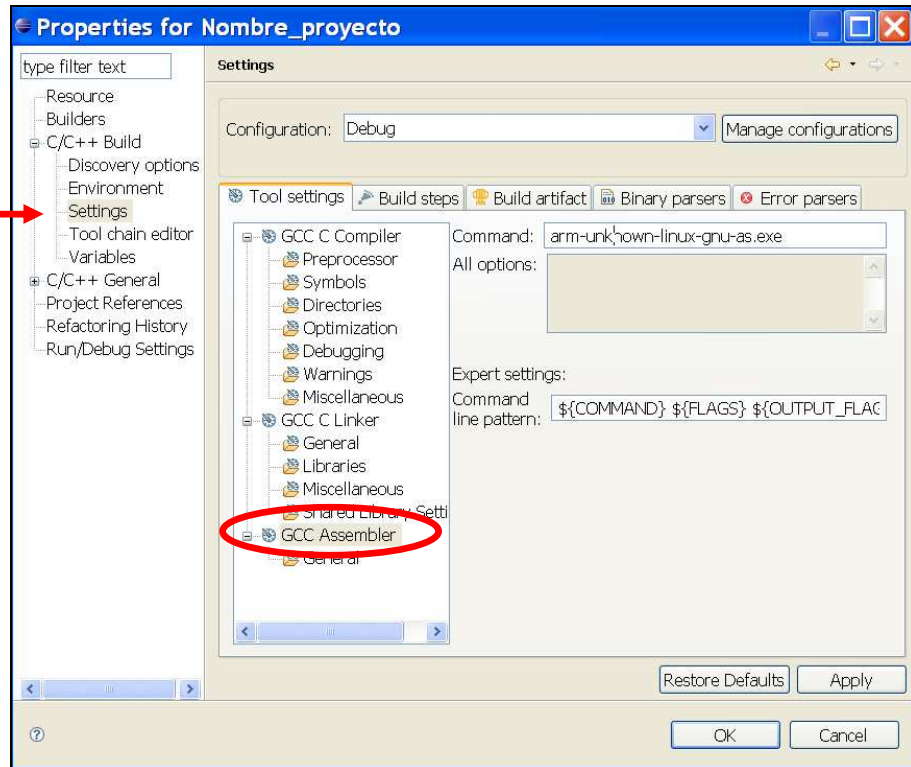 Properties for Nombre_proyecto
type filter text
Settings
Resource
Builders
C/C++ Build
Discovery options
Environment
Settings
Tool chain editor
Variables
C/C++ General
Project References
Refactoring History
Run/Debug Settings
Configuration: Debug
Manage configurations
Tool settings Build steps Build artifact Binary parsers Error parsers
GCC C Compiler
Preprocessor
Symbols
Directories
Optimization
Debugging
Warnings
Miscellaneous
GCC C Linker
General
Libraries
Miscellaneous
Shared Library Setti
GCC Assembler
General
Command: arm-unknown-linux-gnu-as.exe
All options:
Expert settings:
Command
line pattern: ${COMMAND} ${FLAGS} ${OUTPUT_FLAG
Restore Defaults Apply
OK Cancel